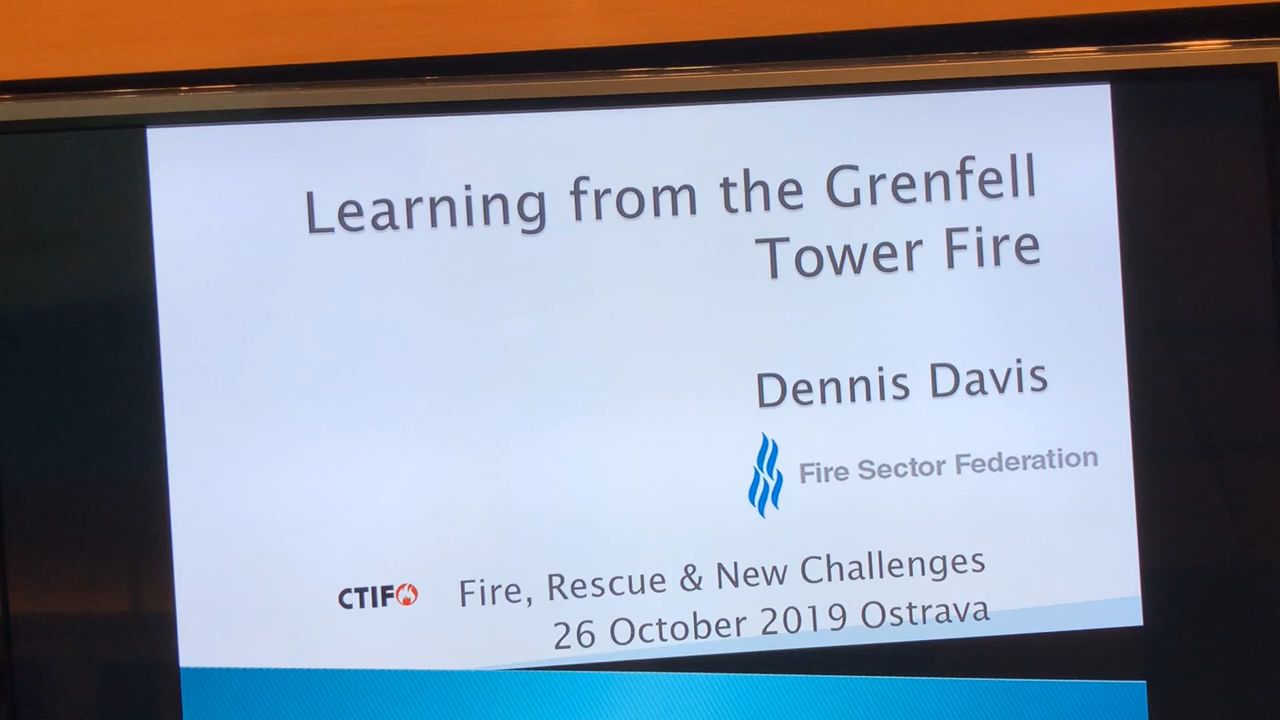 Learning from the Grenfell
Tower Fire
Dennis Davis
Fire Sector Federation
CTIF Fire, Rescue & New Challenges
26 October 2019 Ostrava